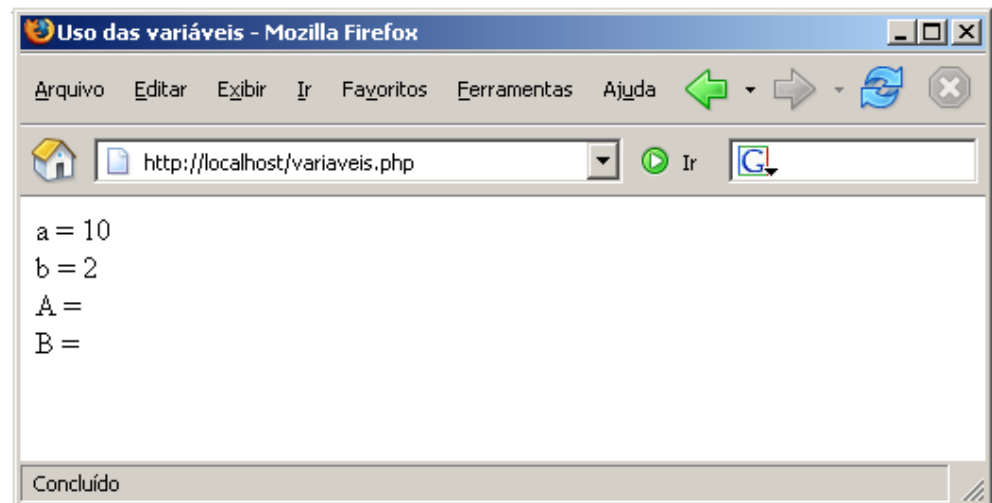 Uso das variáveis - Mozilla Firefox
Arquivo Editar Exibir Ir Favoritos Ferramentas Ajuda
http://localhost/variaveis.php Ir G
a = 10
b = 2
A =
B =
Concluído